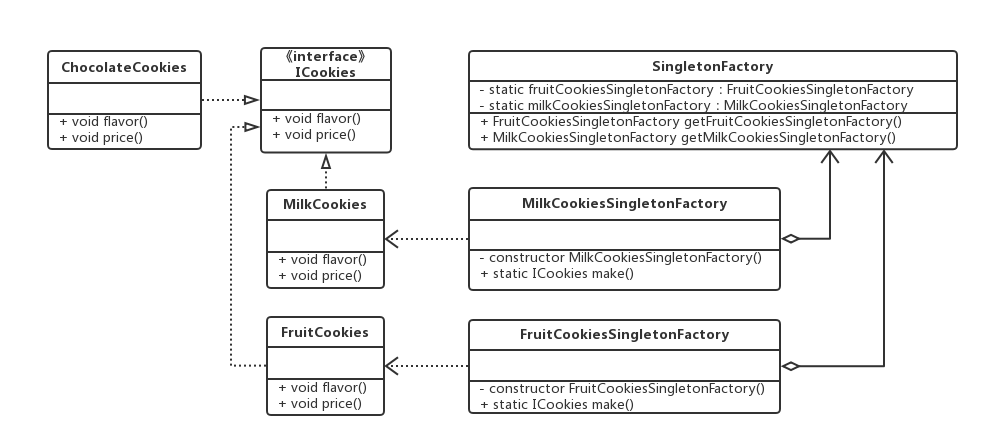 ChocolateCookies
+ void flavor()
+ void price()
《interface》
ICookies
+ void flavor()
+ void price()
SingletonFactory
- static fruitCookiesSingletonFactory : FruitCookiesSingletonFactory
- static milkCookiesSingletonFactory : MilkCookiesSingletonFactory
+ FruitCookiesSingletonFactory getFruitCookiesSingletonFactory()
+ MilkCookiesSingletonFactory getMilkCookiesSingletonFactory()
MilkCookies
+ void flavor()
+ void price()
MilkCookiesSingletonFactory
- constructor MilkCookiesSingletonFactory()
+ static ICookies make()
FruitCookies
+ void flavor()
+ void price()
FruitCookiesSingletonFactory
- constructor FruitCookiesSingletonFactory()
+ static ICookies make()